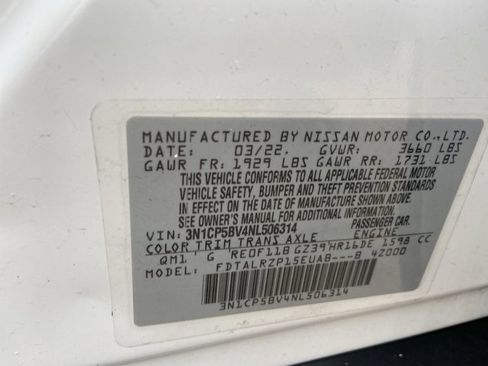 MANUFACTURED BY NISSAN MOTOR CO.,LTD.
DATE: 03/22. GVWR: 3660 LBS
GAWR FR: 1929 LBS GAWR RR: 1731 LBS
THIS VEHICLE CONFORMS TO ALL APPLICABLE FEDERAL MOTOR
VEHICLE SAFETY, BUMPER AND THEFT PREVENTION STANDARDS
IN EFFECT ON THE DATE OF MANUFACTURE SHOWN ABOVE.
SEE OWNER'S MANUAL FOR ADDITIONAL INFORMATION.
VIN: 3N1CP5BV4NL506314 PASSENGER CAR.
COLOR TRIM TRANS AXLE ENGINE
QM1 G RE0F11B GZ39 HR16DE 1598 CC
MODEL: FDTALRZP15EUAB---B 42000
3N1CP5BV4NL506314